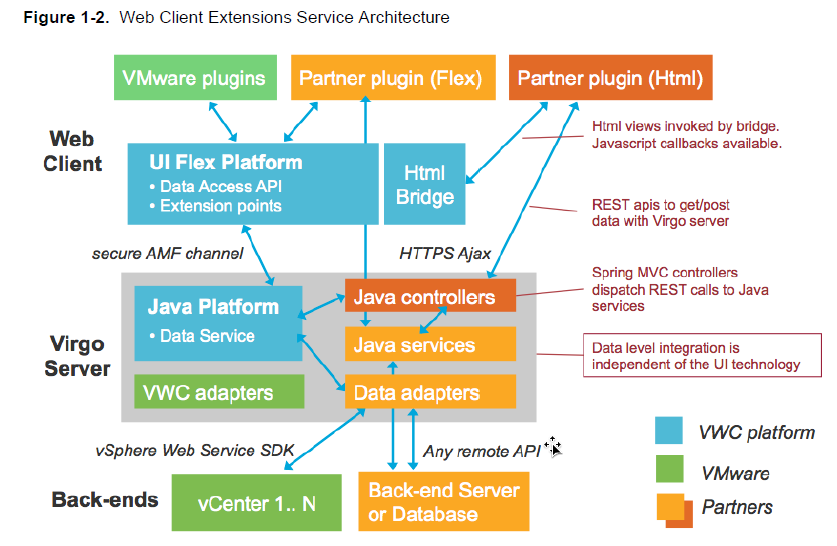 Figure 1-2. Web Client Extensions Service Architecture
VMware plugins
Partner plugin (Flex)
Partner plugin (Html)
Web
Client
UI Flex Platform
• Data Access API
• Extension points
Html
Bridge
Html views invoked by bridge.
Javascript callbacks available.
REST apis to get/post
data with Virgo server
secure AMF channel
HTTPS Ajax
Virgo
Server
Java Platform
• Data Service
VWC adapters
Java controllers
Java services
Data adapters
Spring MVC controllers
dispatch REST calls to Java
services
Data level integration is
independent of the UI technology
vSphere Web Service SDK
Any remote API
Back-ends
vCenter 1.. N
Back-end Server
or Database
VWC platform
VMware
Partners